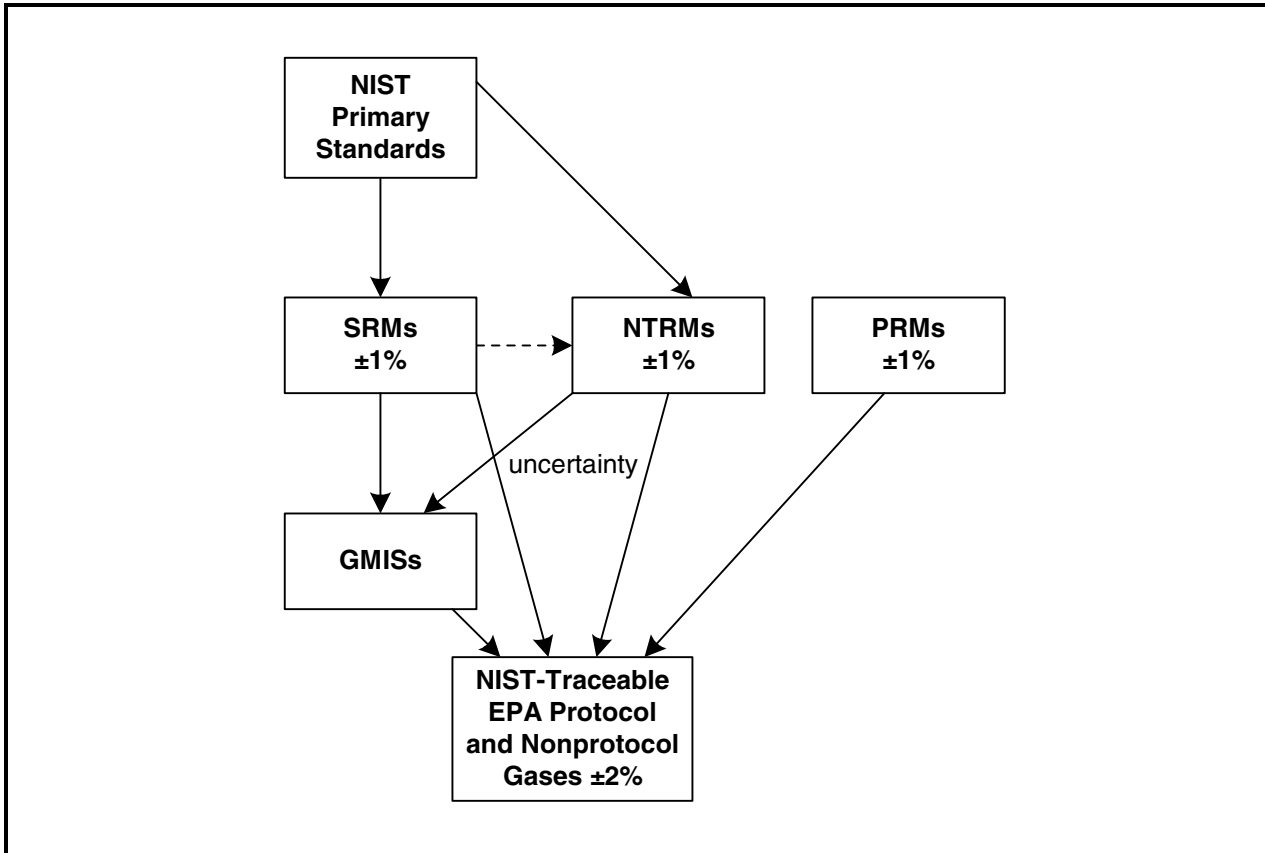 NIST
Primary
Standards
SRMs
±1%
NTRMs
±1%
PRMs
±1%
uncertainty
GMISs
NIST-Traceable
EPA Protocol
and Nonprotocol
Gases ±2%